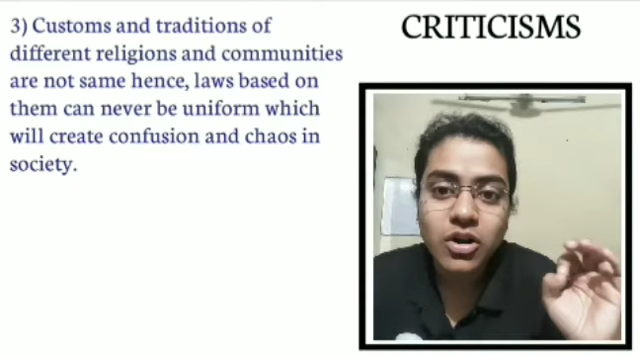 CRITICISMS
3) Customs and traditions of
different religions and communities
are not same hence, laws based on
them can never be uniform which
will create confusion and chaos in
society.